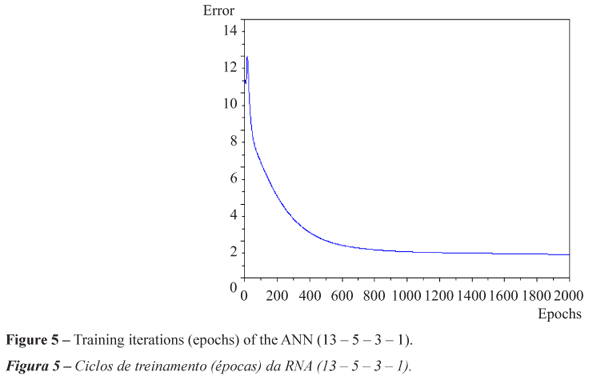 Error
14
12
10
8
6
4
2
0
0 200 400 600 800 1000 1200 1400 1600 1800 2000
Epochs
Figure 5 – Training iterations (epochs) of the ANN (13 – 5 – 3 – 1).
Figura 5 – Ciclos de treinamento (épocas) da RNA (13 – 5 – 3 – 1).